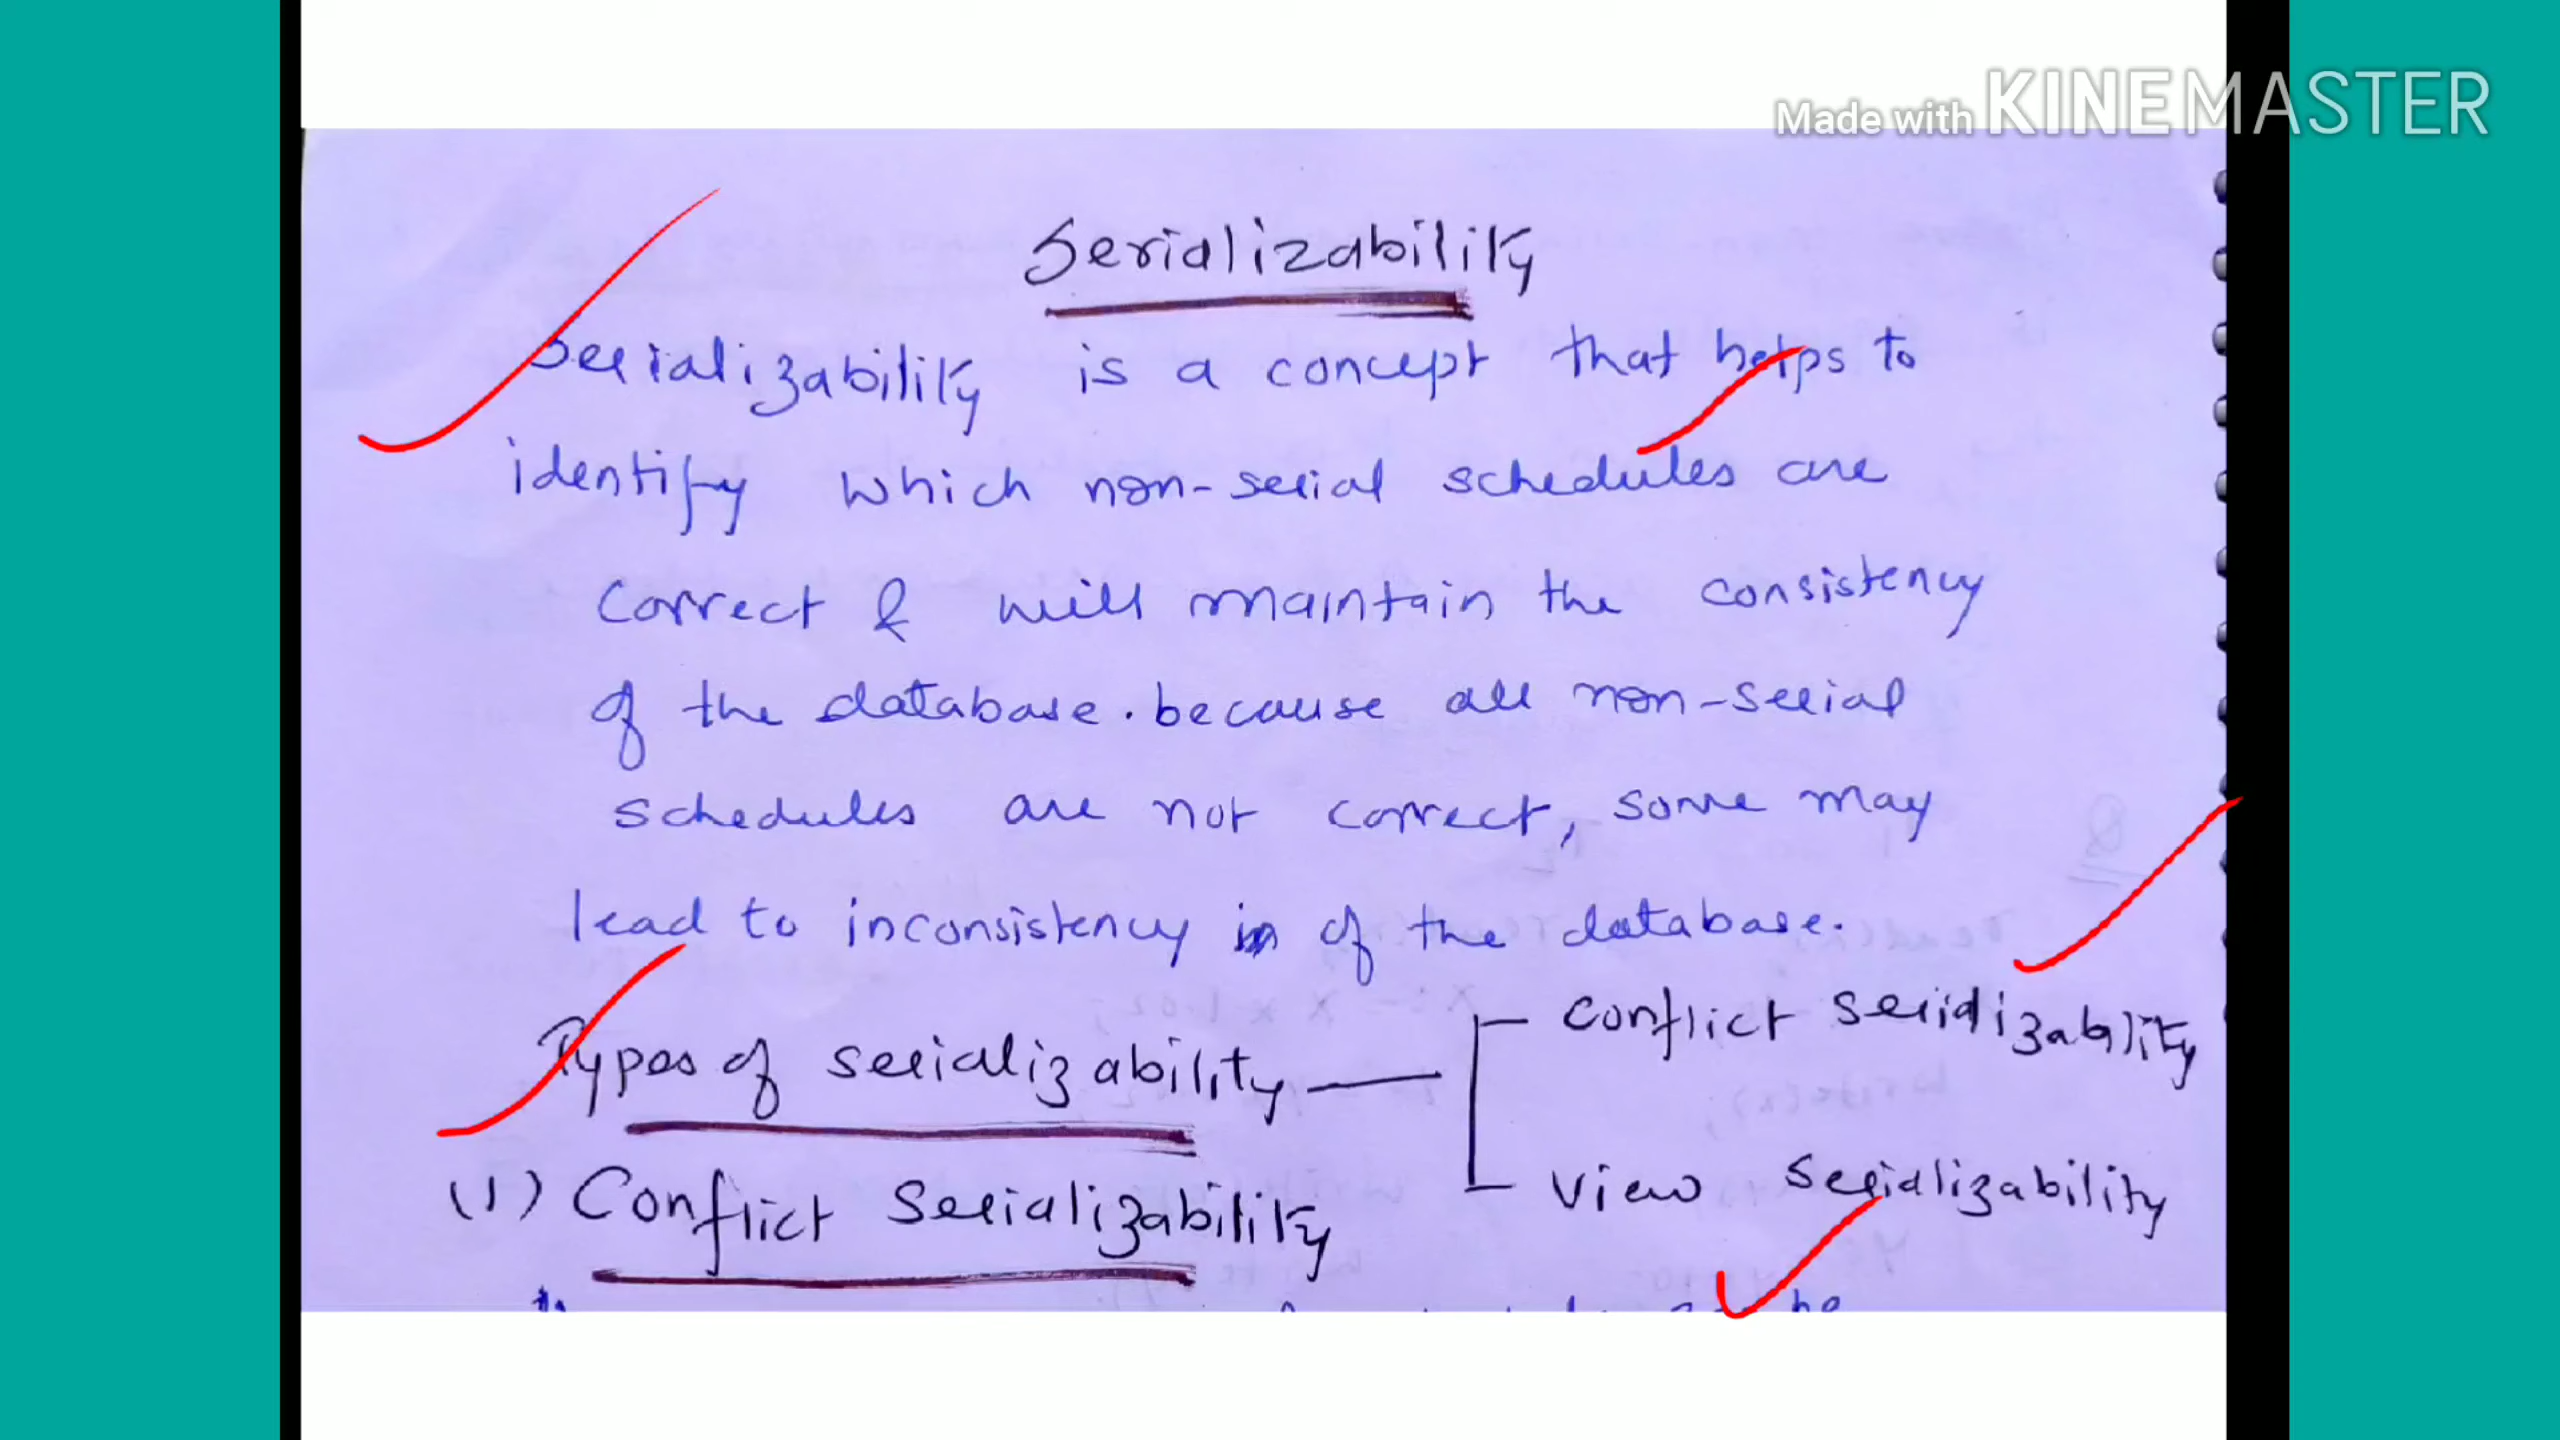 Made with KINEMASTER
Serializability
Serializability is a concept that helps to
identify which non-serial schedules are
correct & will maintain the consistency
of the database. because all non-serial
schedules are not correct, some may
lead to inconsistency of the database.
Types of serializability
Conflict Serializability
View Serializability
(1) Conflict Serializability